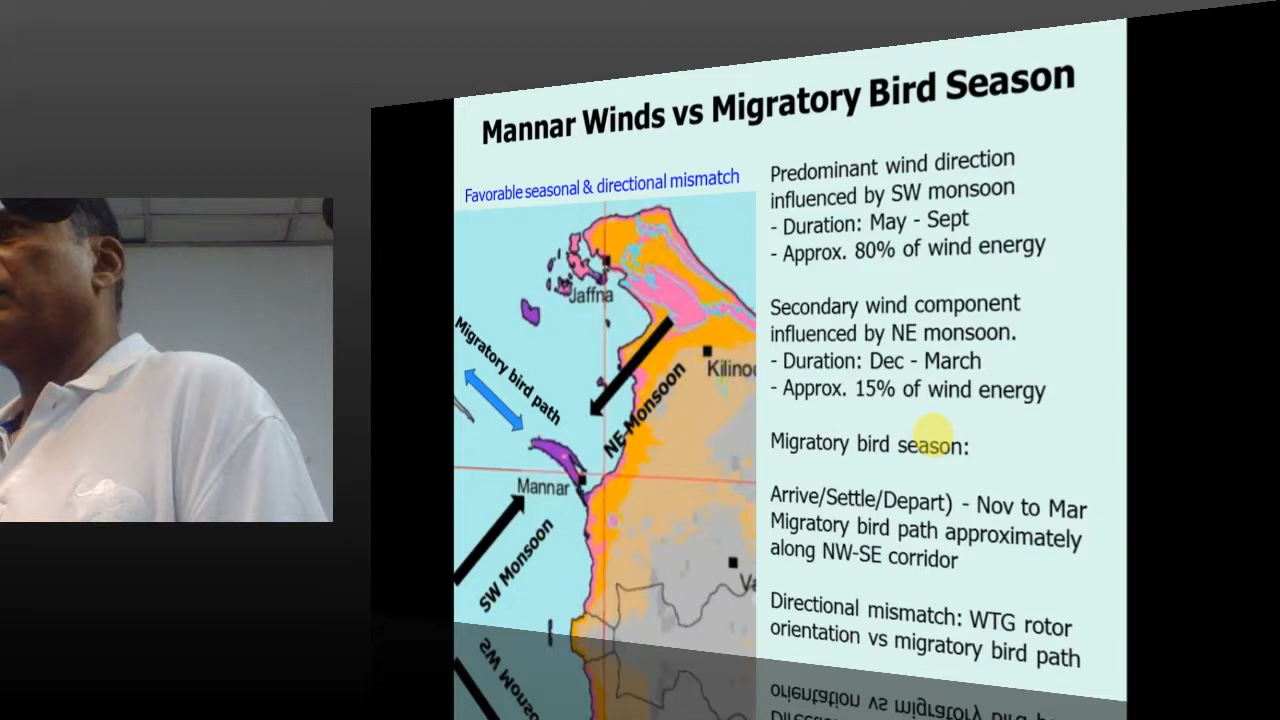 Mannar Winds vs Migratory Bird Season
Favorable seasonal & directional mismatch
Jaffna
Migratory bird path
NE Monsoon
Mannar
SW Monsoon
Predominant wind direction
influenced by SW monsoon
- Duration: May - Sept
- Approx. 80% of wind energy
Secondary wind component
influenced by NE monsoon.
- Duration: Dec - March
- Approx. 15% of wind energy
Migratory bird season:
Arrive/Settle/Depart) - Nov to Mar
Migratory bird path approximately
along NW-SE corridor
Directional mismatch: WTG rotor
orientation vs migratory bird path